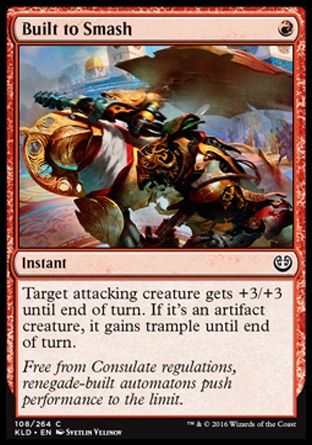 Built to Smash
Instant
Target attacking creature gets +3/+3
until end of turn. If it's an artifact
creature, it gains trample until end
of turn.
Free from Consulate regulations,
renegade-built automatons push
performance to the limit.
108/264 C
KLD • EN Svetlin Velinov
™ & © 2016 Wizards of the Coast